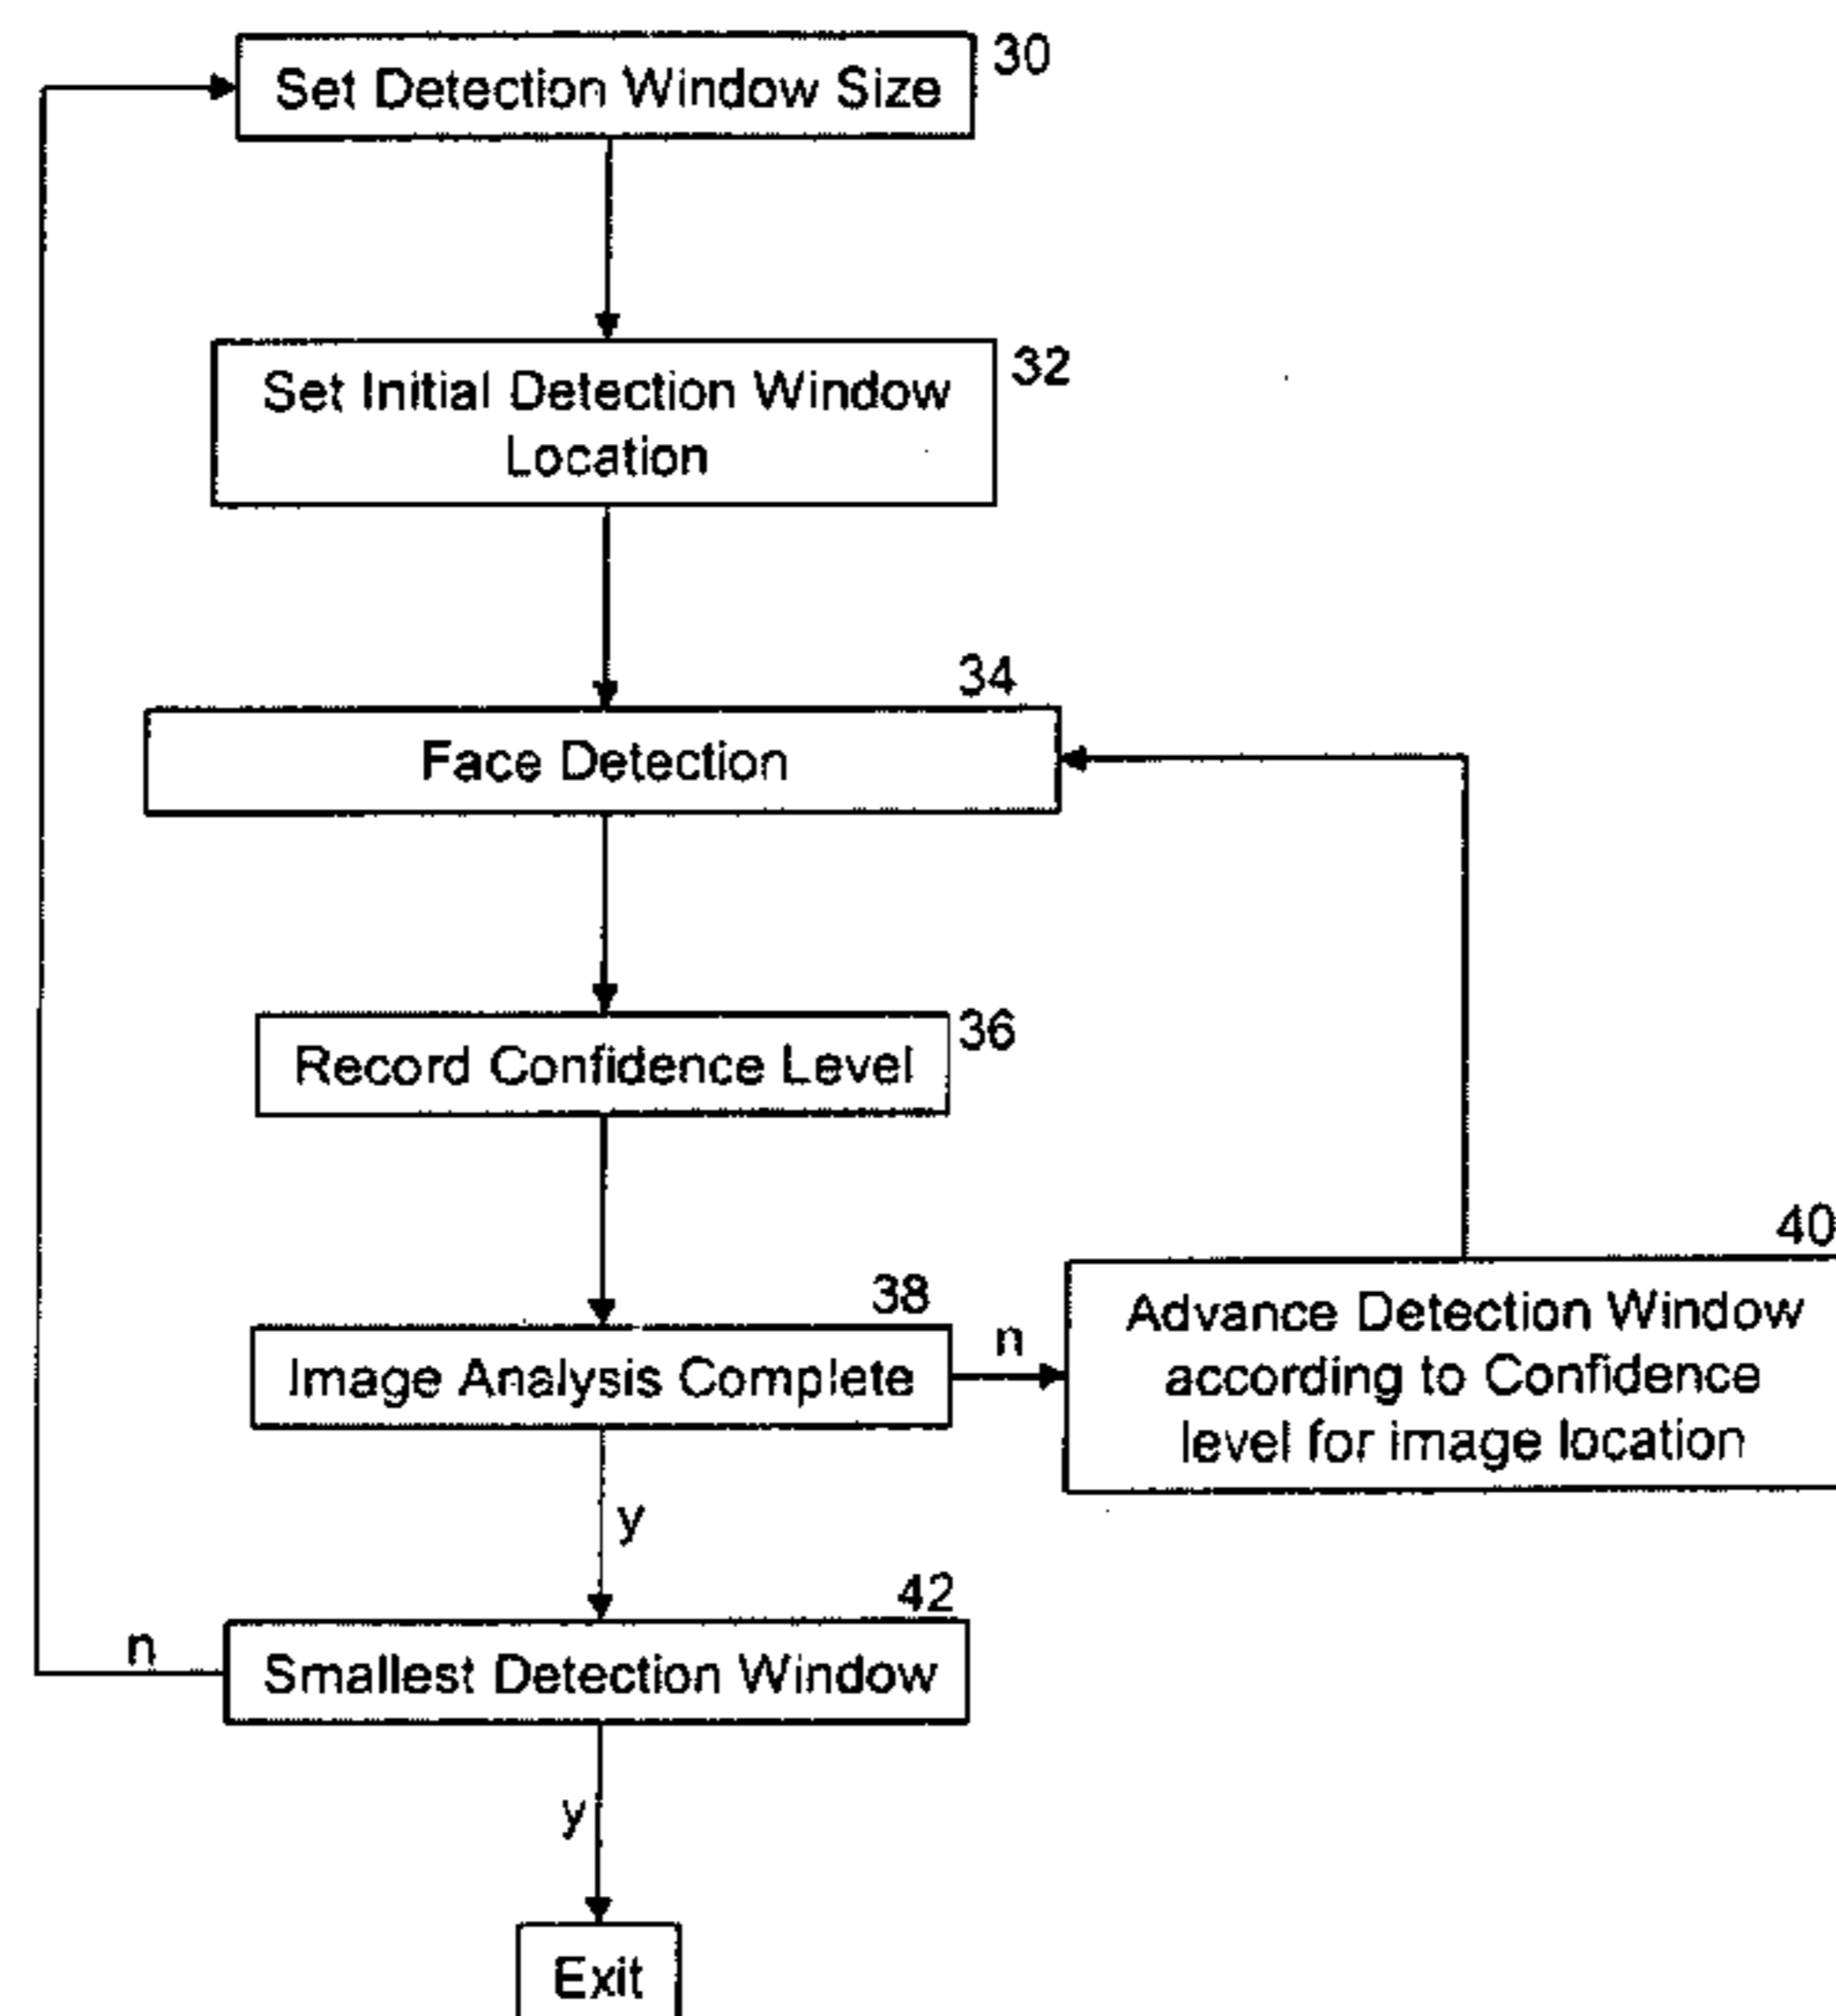 Set Detection Window Size
30
Set Initial Detection Window
Location
32
34
Face Detection
Record Confidence Level
36
38
Image Analysis Complete
n
40
Advance Detection Window
according to Confidence
level for image location
y
42
n
Smallest Detection Window
y
Exit